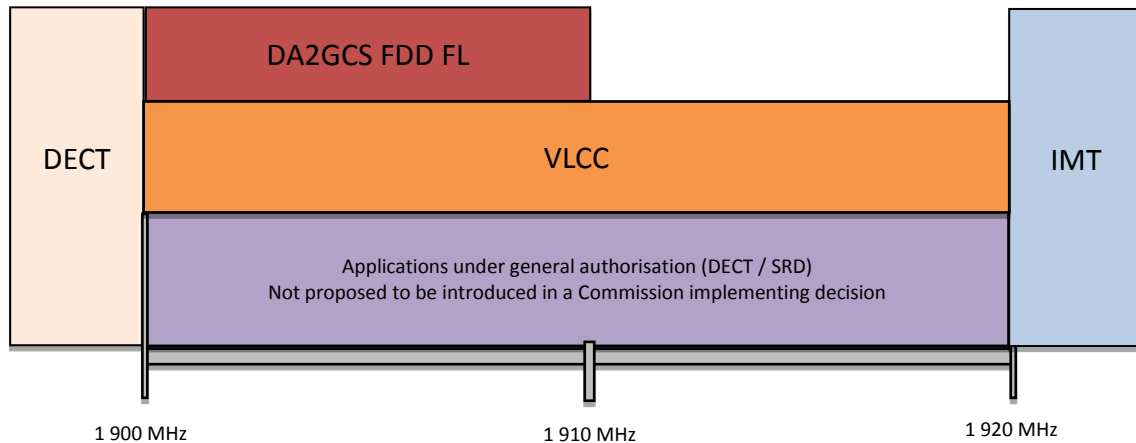 DA2GCS FDD FL
DECT
VLCC
IMT
Applications under general authorisation (DECT / SRD)
Not proposed to be introduced in a Commission implementing decision
1 900 MHz
1 910 MHz
1 920 MHz